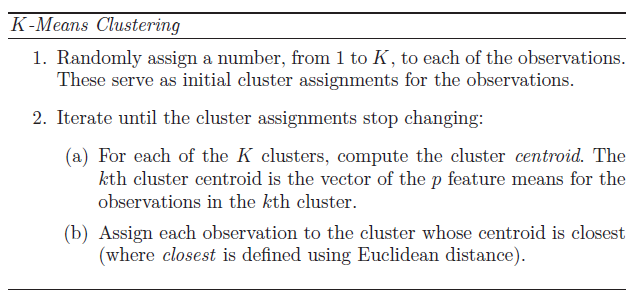 K-Means Clustering
1. Randomly assign a number, from 1 to K, to each of the observations.
These serve as initial cluster assignments for the observations.
2. Iterate until the cluster assignments stop changing:
(a) For each of the K clusters, compute the cluster centroid. The
kth cluster centroid is the vector of the p feature means for the
observations in the kth cluster.
(b) Assign each observation to the cluster whose centroid is closest
(where closest is defined using Euclidean distance).